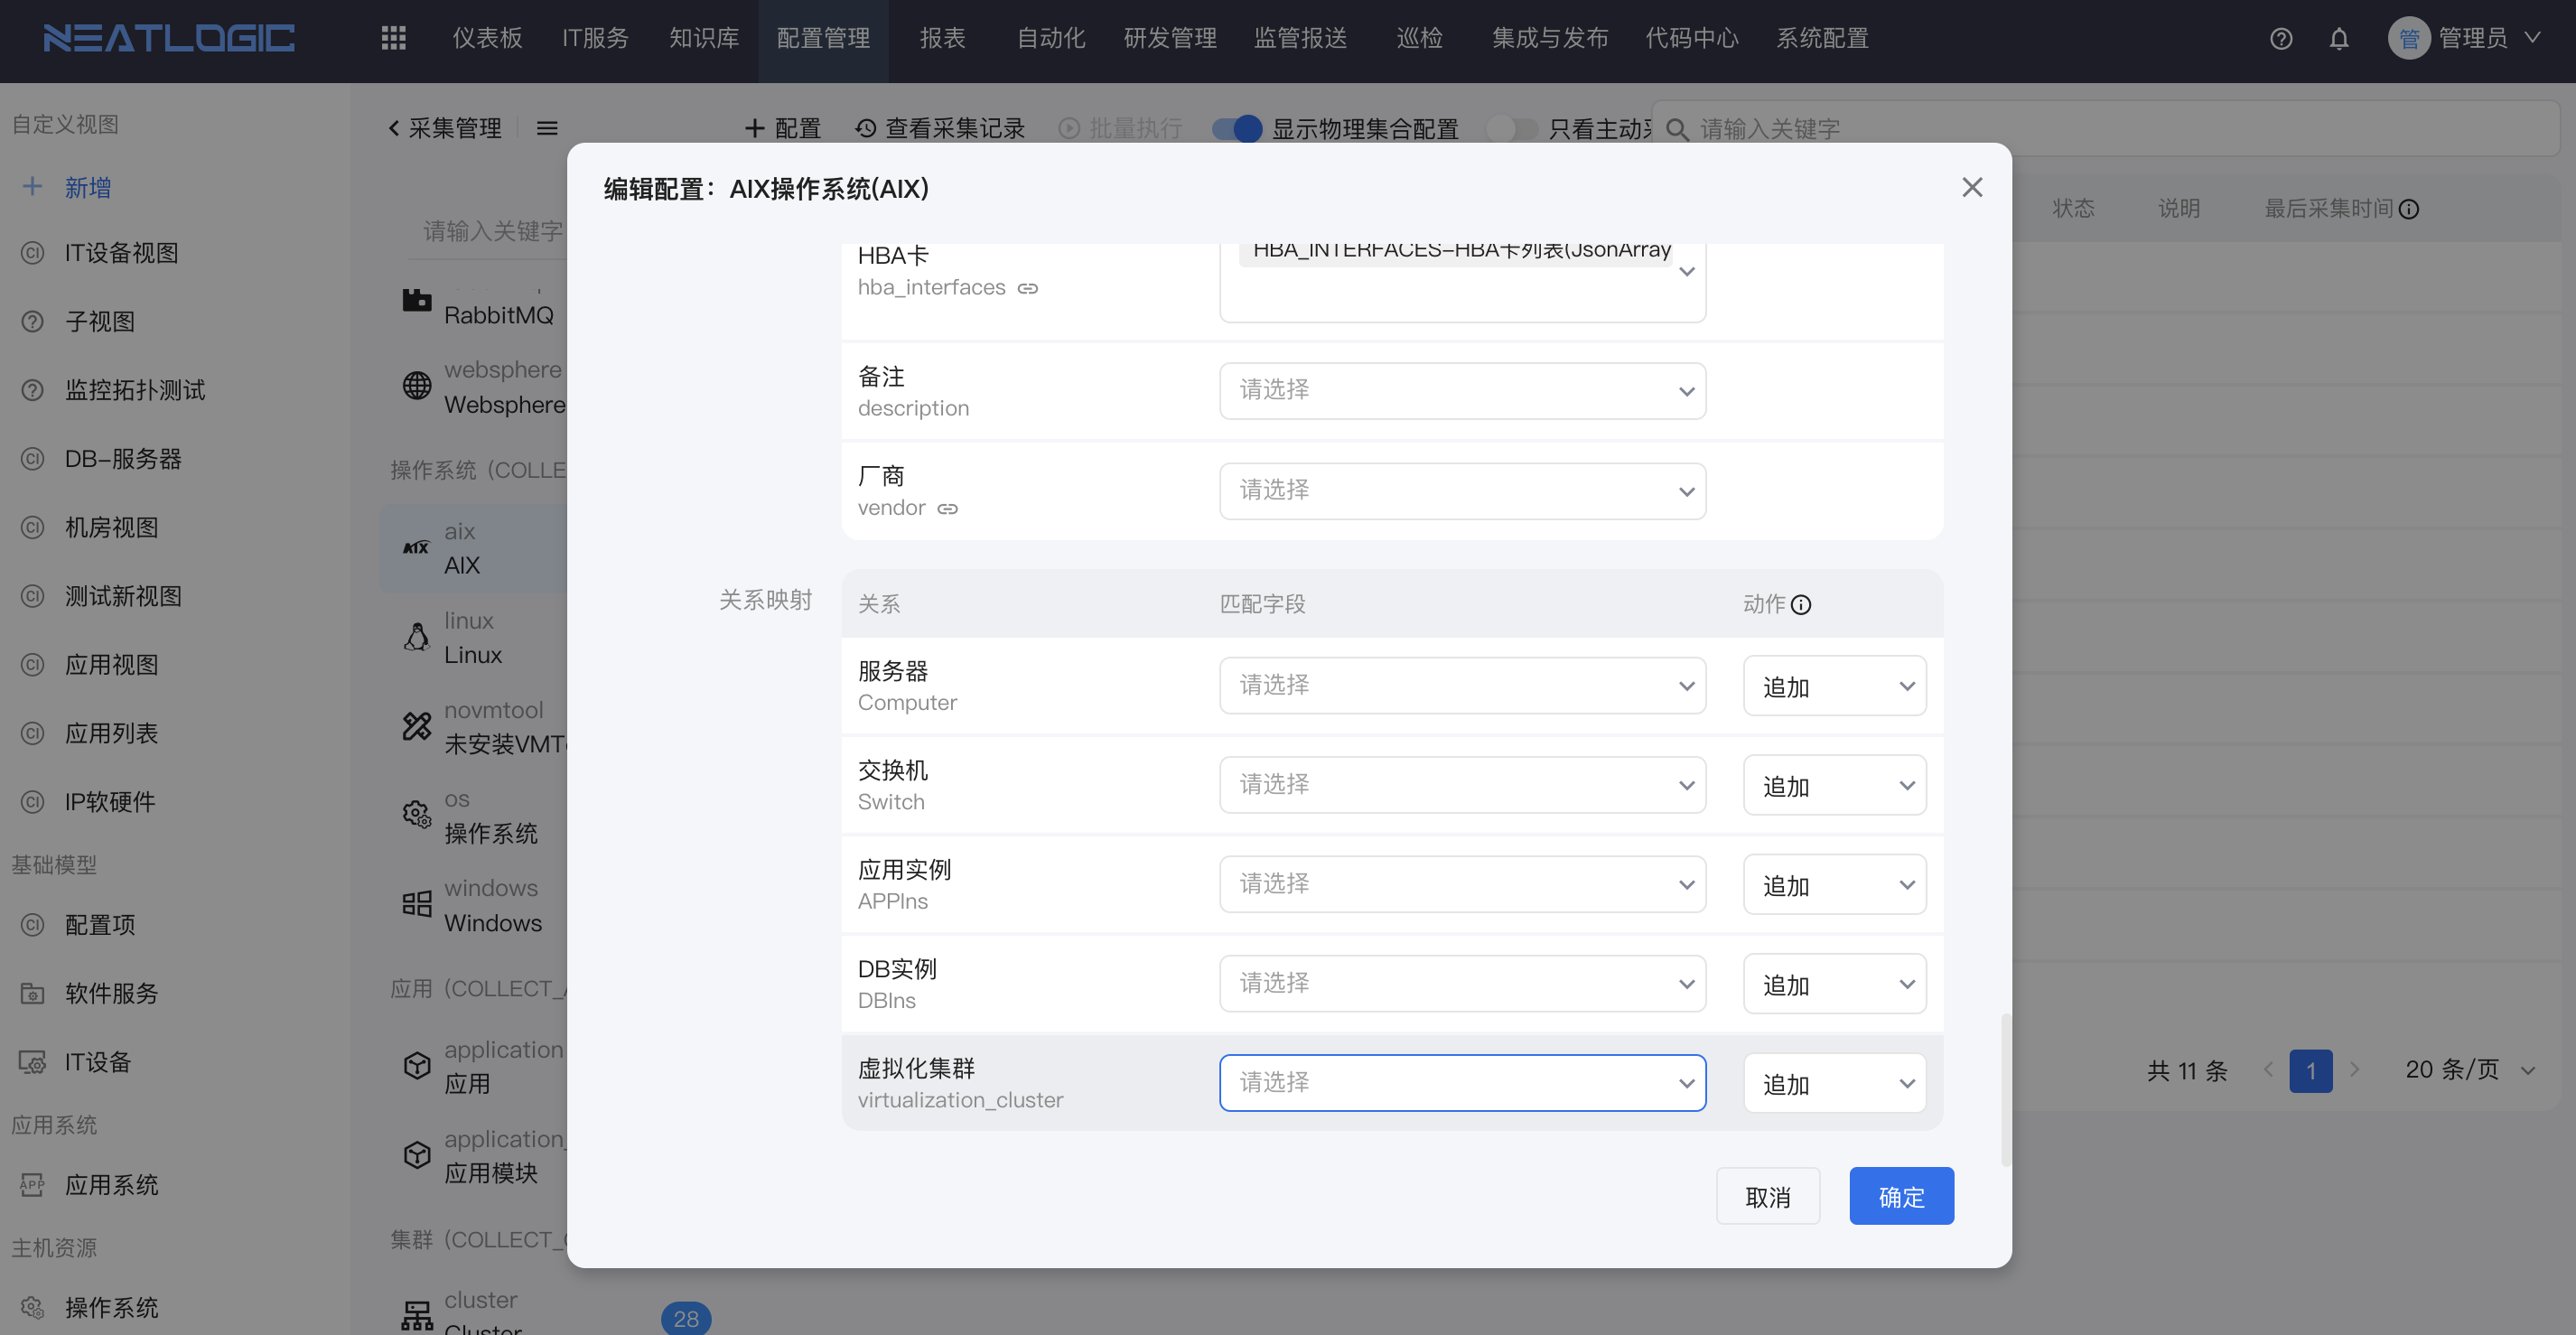 NEATLOGIC
仪表板 IT服务 知识库 配置管理 报表 自动化 研发管理 监管报送 巡检 集成与发布 代码中心 系统配置
管 管理员
自定义视图
新增
IT设备视图
子视图
监控拓扑测试
DB-服务器
机房视图
测试新视图
应用视图
应用列表
IP软硬件
基础模型
配置项
软件服务
IT设备
应用系统
APP 应用系统
主机资源
操作系统
采集管理
配置 查看采集记录 批量执行 显示物理集合配置 只看主动 请输入关键字
请输入关键字
RabbitMQ
websphere
Websphere
操作系统 (COLLE
aix
AIX
linux
Linux
novmtool
未安装VMT
os
操作系统
windows
Windows
应用 (COLLECT_
application
应用
application_
应用模块
集群 (COLLECT_
cluster
Cluster
28
状态 说明 最后采集时间
共 11 条 1 20 条/页
编辑配置：AIX操作系统(AIX)
HBA卡
hba_interfaces
HBA_INTERFACES-HBA卡列表(JsonArray
备注
description
请选择
厂商
vendor
请选择
关系映射
关系 匹配字段 动作
服务器
Computer
请选择 追加
交换机
Switch
请选择 追加
应用实例
APPIns
请选择 追加
DB实例
DBIns
请选择 追加
虚拟化集群
virtualization_cluster
请选择 追加
取消 确定